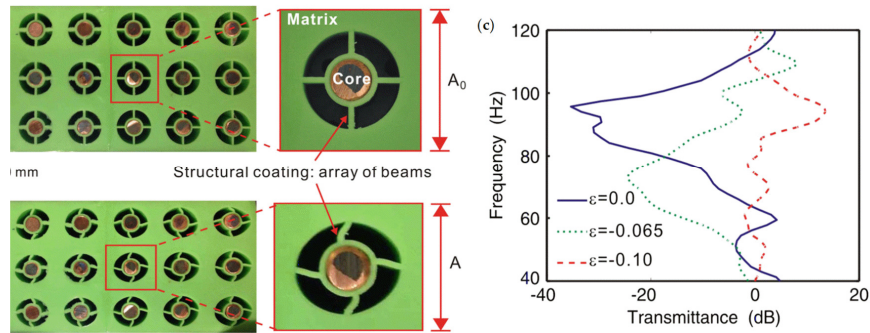 Matrix
Core
A₀
0 mm
Structural coating: array of beams
A
(c)
120
100
80
60
40
Frequency (Hz)
ε=0.0
ε=-0.065
ε=-0.10
-40
-20
0
20
Transmittance (dB)